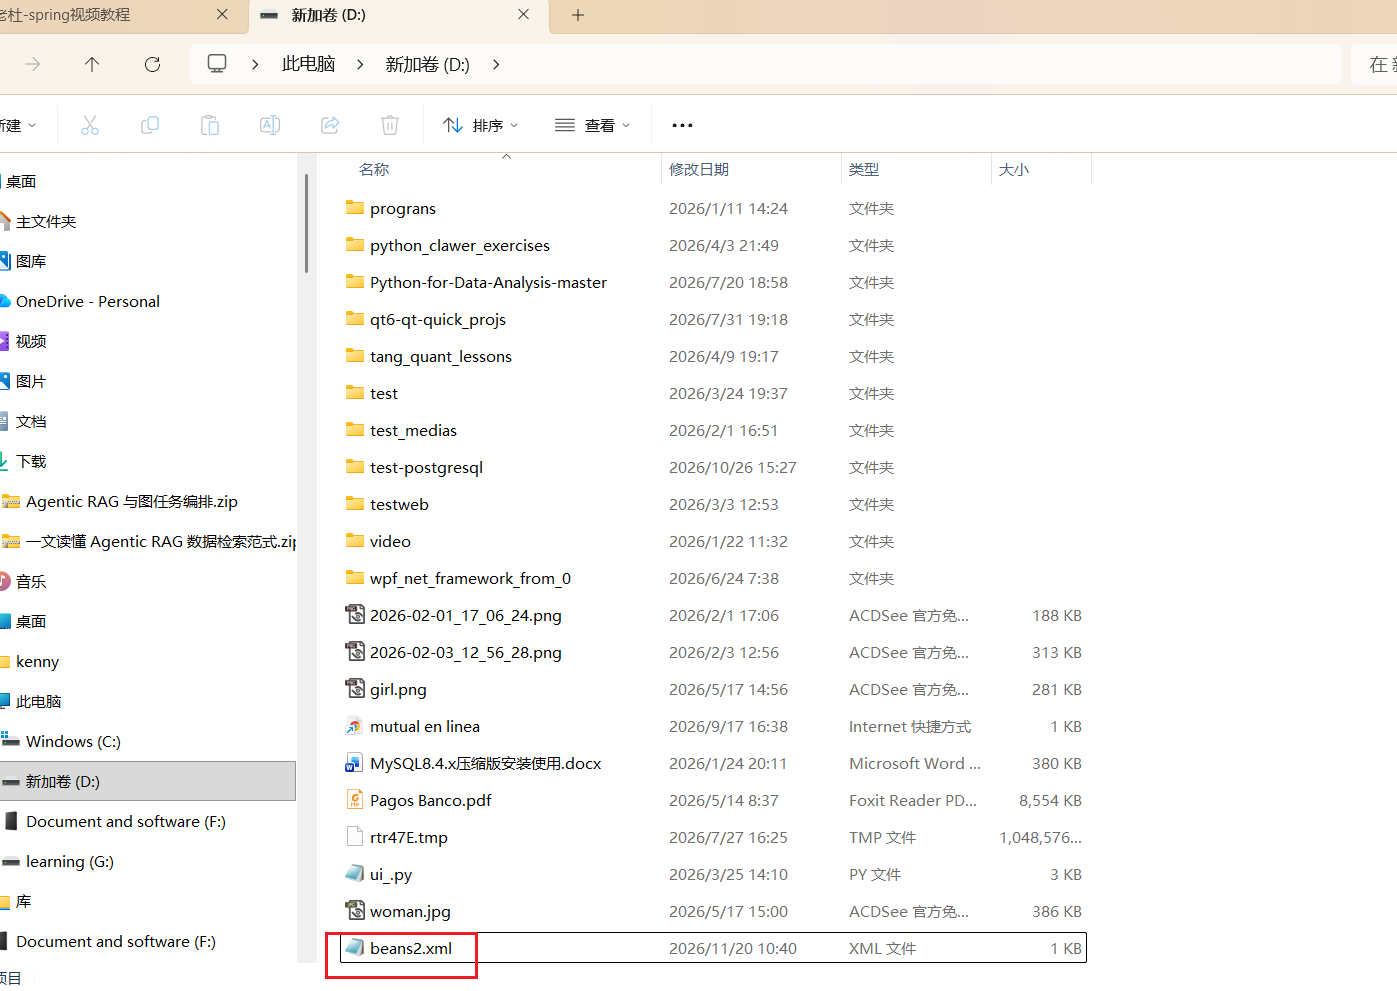 老杜-spring视频教程
新加卷 (D:)
此电脑 新加卷 (D:)
在
新建 排序 查看
名称 修改日期 类型 大小
桌面
主文件夹
图库
OneDrive - Personal
视频
图片
文档
下载
Agentic RAG 与图任务编排.zip
一文读懂 Agentic RAG 数据检索范式.zip
音乐
桌面
kenny
此电脑
Windows (C:)
新加卷 (D:)
Document and software (F:)
learning (G:)
库
Document and software (F:)
项目
prograns 2026/1/11 14:24 文件夹
python_clawer_exercises 2026/4/3 21:49 文件夹
Python-for-Data-Analysis-master 2026/7/20 18:58 文件夹
qt6-qt-quick_projs 2026/7/31 19:18 文件夹
tang_quant_lessons 2026/4/9 19:17 文件夹
test 2026/3/24 19:37 文件夹
test_medias 2026/2/1 16:51 文件夹
test-postgresql 2026/10/26 15:27 文件夹
testweb 2026/3/3 12:53 文件夹
video 2026/1/22 11:32 文件夹
wpf_net_framework_from_0 2026/6/24 7:38 文件夹
2026-02-01_17_06_24.png 2026/2/1 17:06 ACDSee 官方免... 188 KB
2026-02-03_12_56_28.png 2026/2/3 12:56 ACDSee 官方免... 313 KB
girl.png 2026/5/17 14:56 ACDSee 官方免... 281 KB
mutual en linea 2026/9/17 16:38 Internet 快捷方式 1 KB
MySQL8.4.x压缩版安装使用.docx 2026/1/24 20:11 Microsoft Word ... 380 KB
Pagos Banco.pdf 2026/5/14 8:37 Foxit Reader PD... 8,554 KB
rtr47E.tmp 2026/7/27 16:25 TMP 文件 1,048,576...
ui_.py 2026/3/25 14:10 PY 文件 3 KB
woman.jpg 2026/5/17 15:00 ACDSee 官方免... 386 KB
beans2.xml 2026/11/20 10:40 XML 文件 1 KB